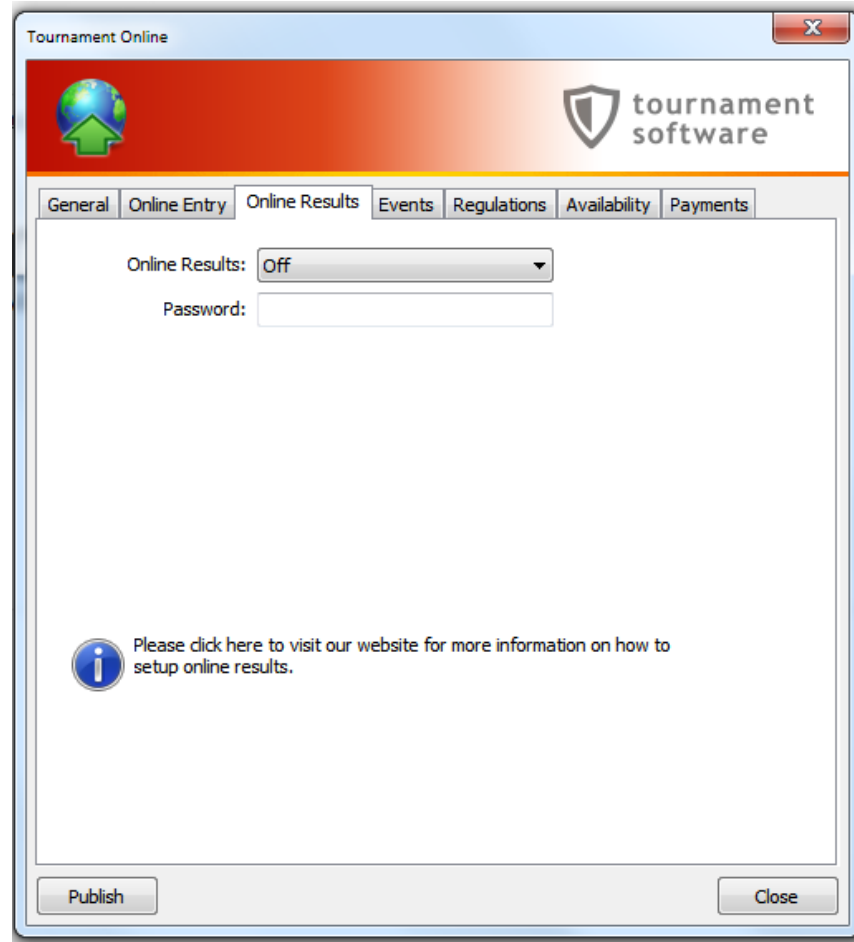 Tournament Online
tournament
software
General Online Entry Online Results Events Regulations Availability Payments
Online Results: Off
Password:
Please click here to visit our website for more information on how to
setup online results.
Publish Close